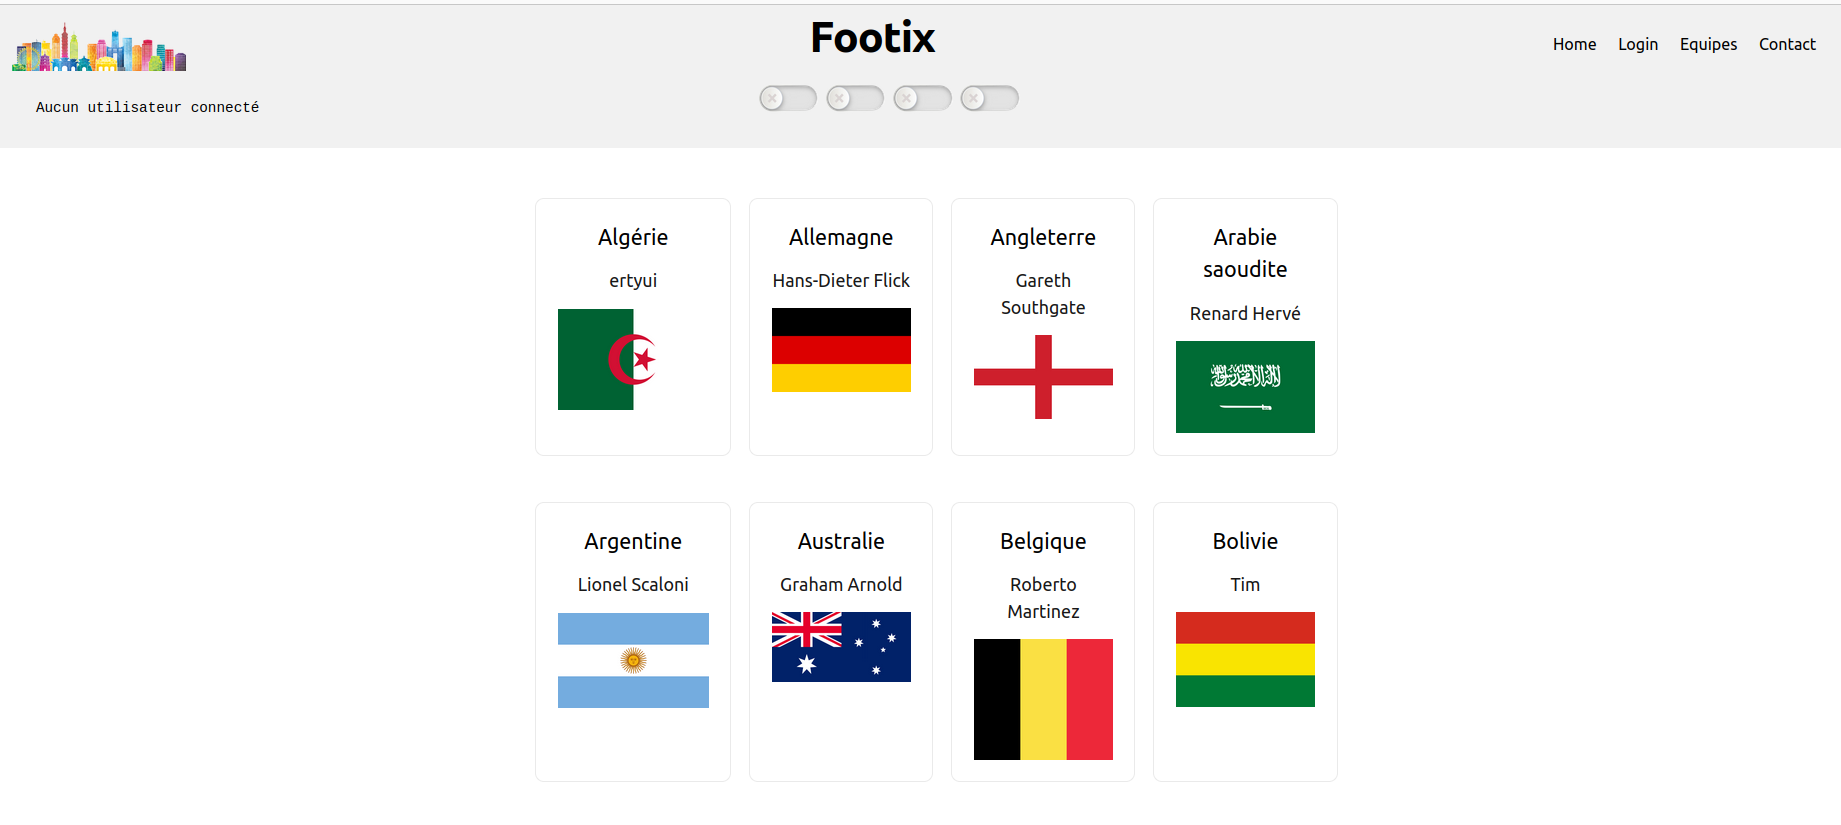 Footix
Home Login Equipes Contact
Aucun utilisateur connecté
Algérie
ertyui
Allemagne
Hans-Dieter Flick
Angleterre
Gareth
Southgate
Arabie
saoudite
Renard Hervé
Argentine
Lionel Scaloni
Australie
Graham Arnold
Belgique
Roberto
Martinez
Bolivie
Tim